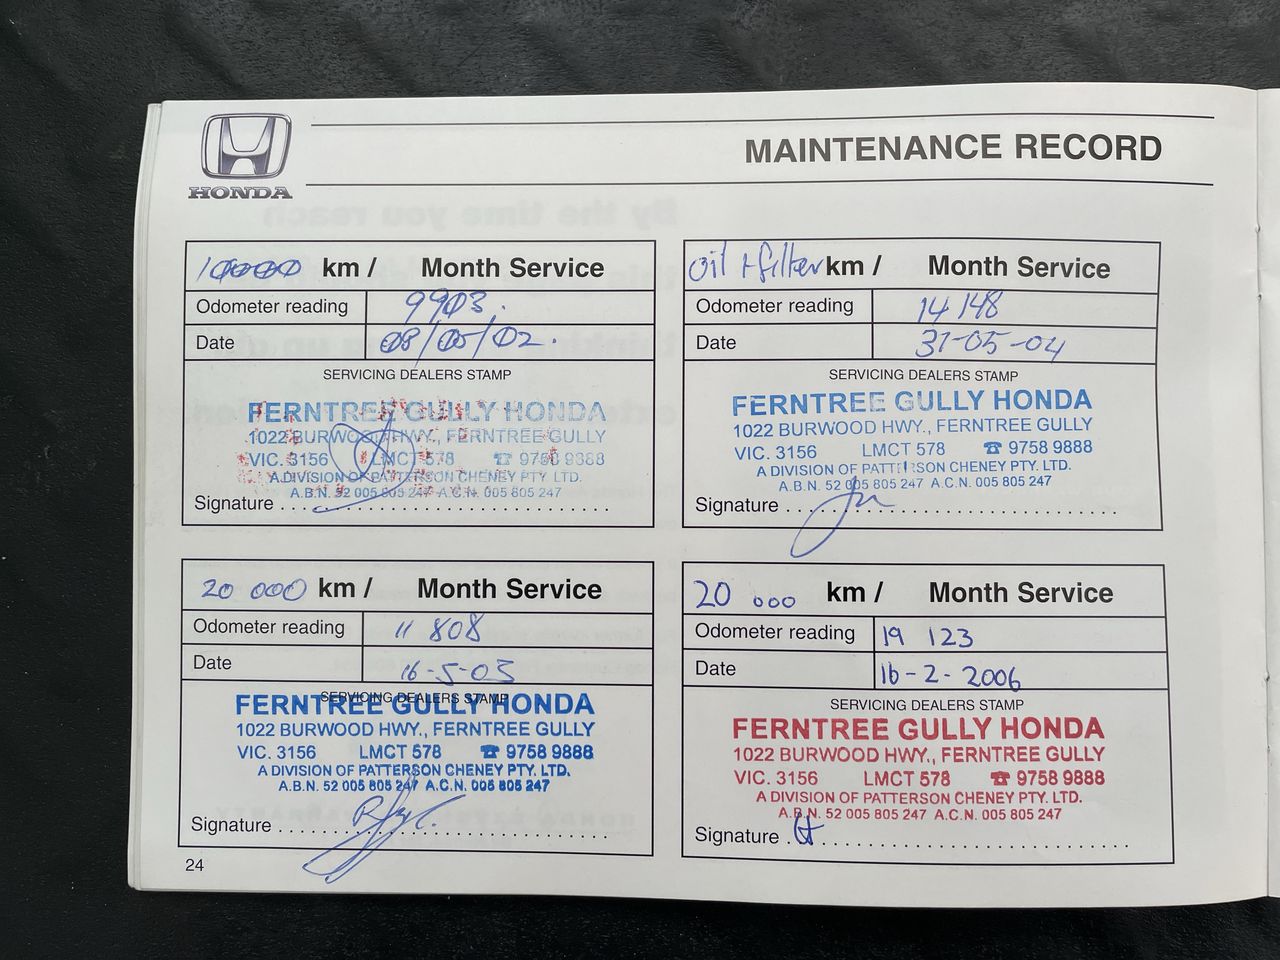 HONDA
MAINTENANCE RECORD
10000 km / Month Service
Odometer reading 9903.
Date 08/05/02.
SERVICING DEALERS STAMP
FERNTREE GULLY HONDA
1022 BURWOOD HWY., FERNTREE GULLY
VIC. 3156 LMCT 578 ☎ 9758 9888
A DIVISION OF PATTERSON CHENEY PTY. LTD.
A.B.N. 52 005 805 247 A.C.N. 005 805 247
Signature
oil + filter km / Month Service
Odometer reading 14 148
Date 31-05-04
SERVICING DEALERS STAMP
FERNTREE GULLY HONDA
1022 BURWOOD HWY., FERNTREE GULLY
VIC. 3156 LMCT 578 ☎ 9758 9888
A DIVISION OF PATTERSON CHENEY PTY. LTD.
A.B.N. 52 005 805 247 A.C.N. 005 805 247
Signature
20 000 km / Month Service
Odometer reading 11 808
Date 16-5-03
SERVICING DEALERS STAMP
FERNTREE GULLY HONDA
1022 BURWOOD HWY., FERNTREE GULLY
VIC. 3156 LMCT 578 ☎ 9758 9888
A DIVISION OF PATTERSON CHENEY PTY. LTD.
A.B.N. 52 005 805 247 A.C.N. 005 805 247
Signature
20 000 km / Month Service
Odometer reading 19 123
Date 16-2-2006
SERVICING DEALERS STAMP
FERNTREE GULLY HONDA
1022 BURWOOD HWY., FERNTREE GULLY
VIC. 3156 LMCT 578 ☎ 9758 9888
A DIVISION OF PATTERSON CHENEY PTY. LTD.
A.B.N. 52 005 805 247 A.C.N. 005 805 247
Signature
24